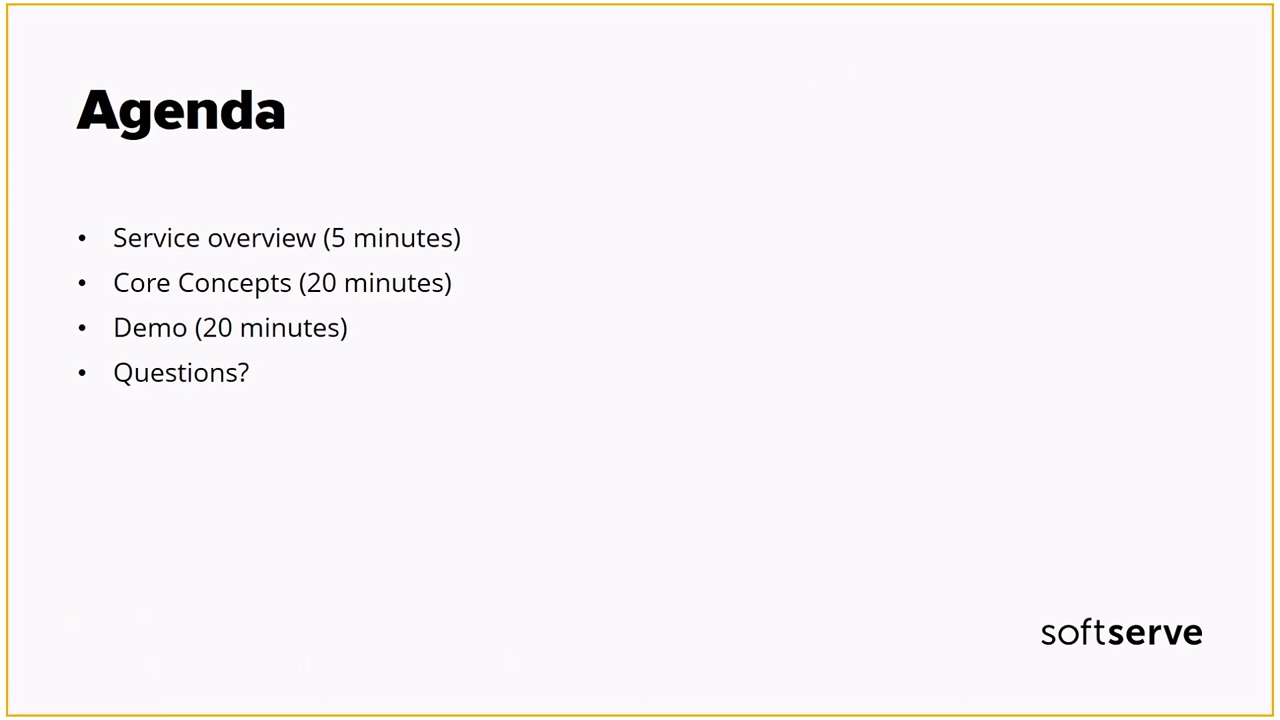 Agenda
• Service overview (5 minutes)
• Core Concepts (20 minutes)
• Demo (20 minutes)
• Questions?
softserve